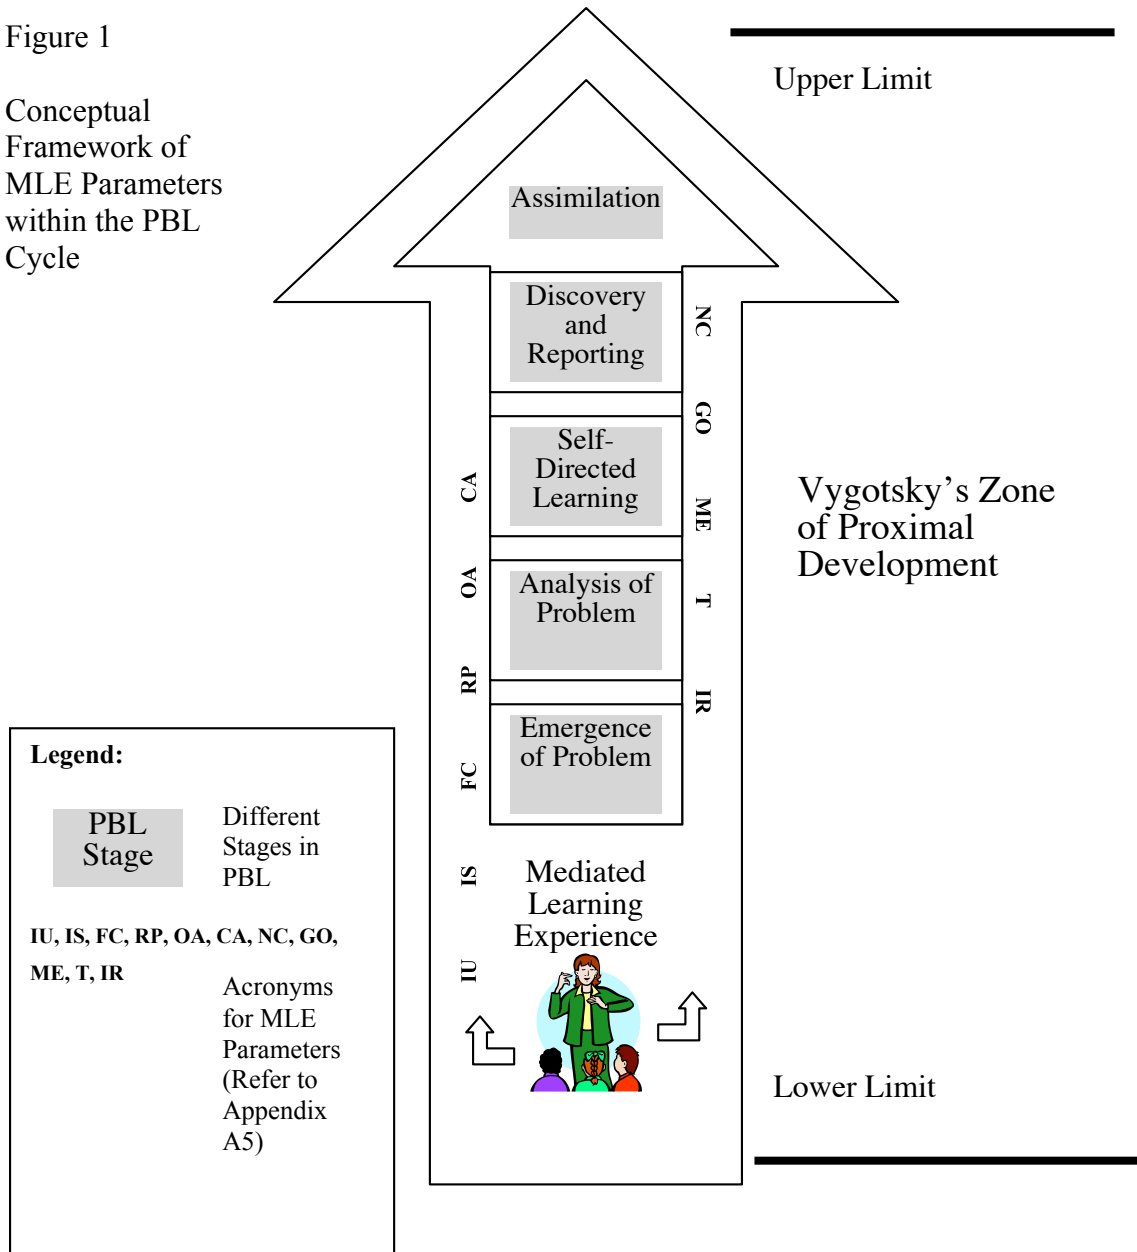 Figure 1
Conceptual
Framework of
MLE Parameters
within the PBL
Cycle
Upper Limit
Assimilation
Discovery
and
Reporting
NC
GO
Self-
Directed
Learning
CA
ME
Vygotsky’s Zone
of Proximal
Development
Analysis of
Problem
OA
T
RP
IR
Emergence
of Problem
FC
IS
Mediated
Learning
Experience
IU
Lower Limit
Legend:
PBL
Stage
Different
Stages in
PBL
IU, IS, FC, RP, OA, CA, NC, GO,
ME, T, IR
Acronyms
for MLE
Parameters
(Refer to
Appendix
A5)